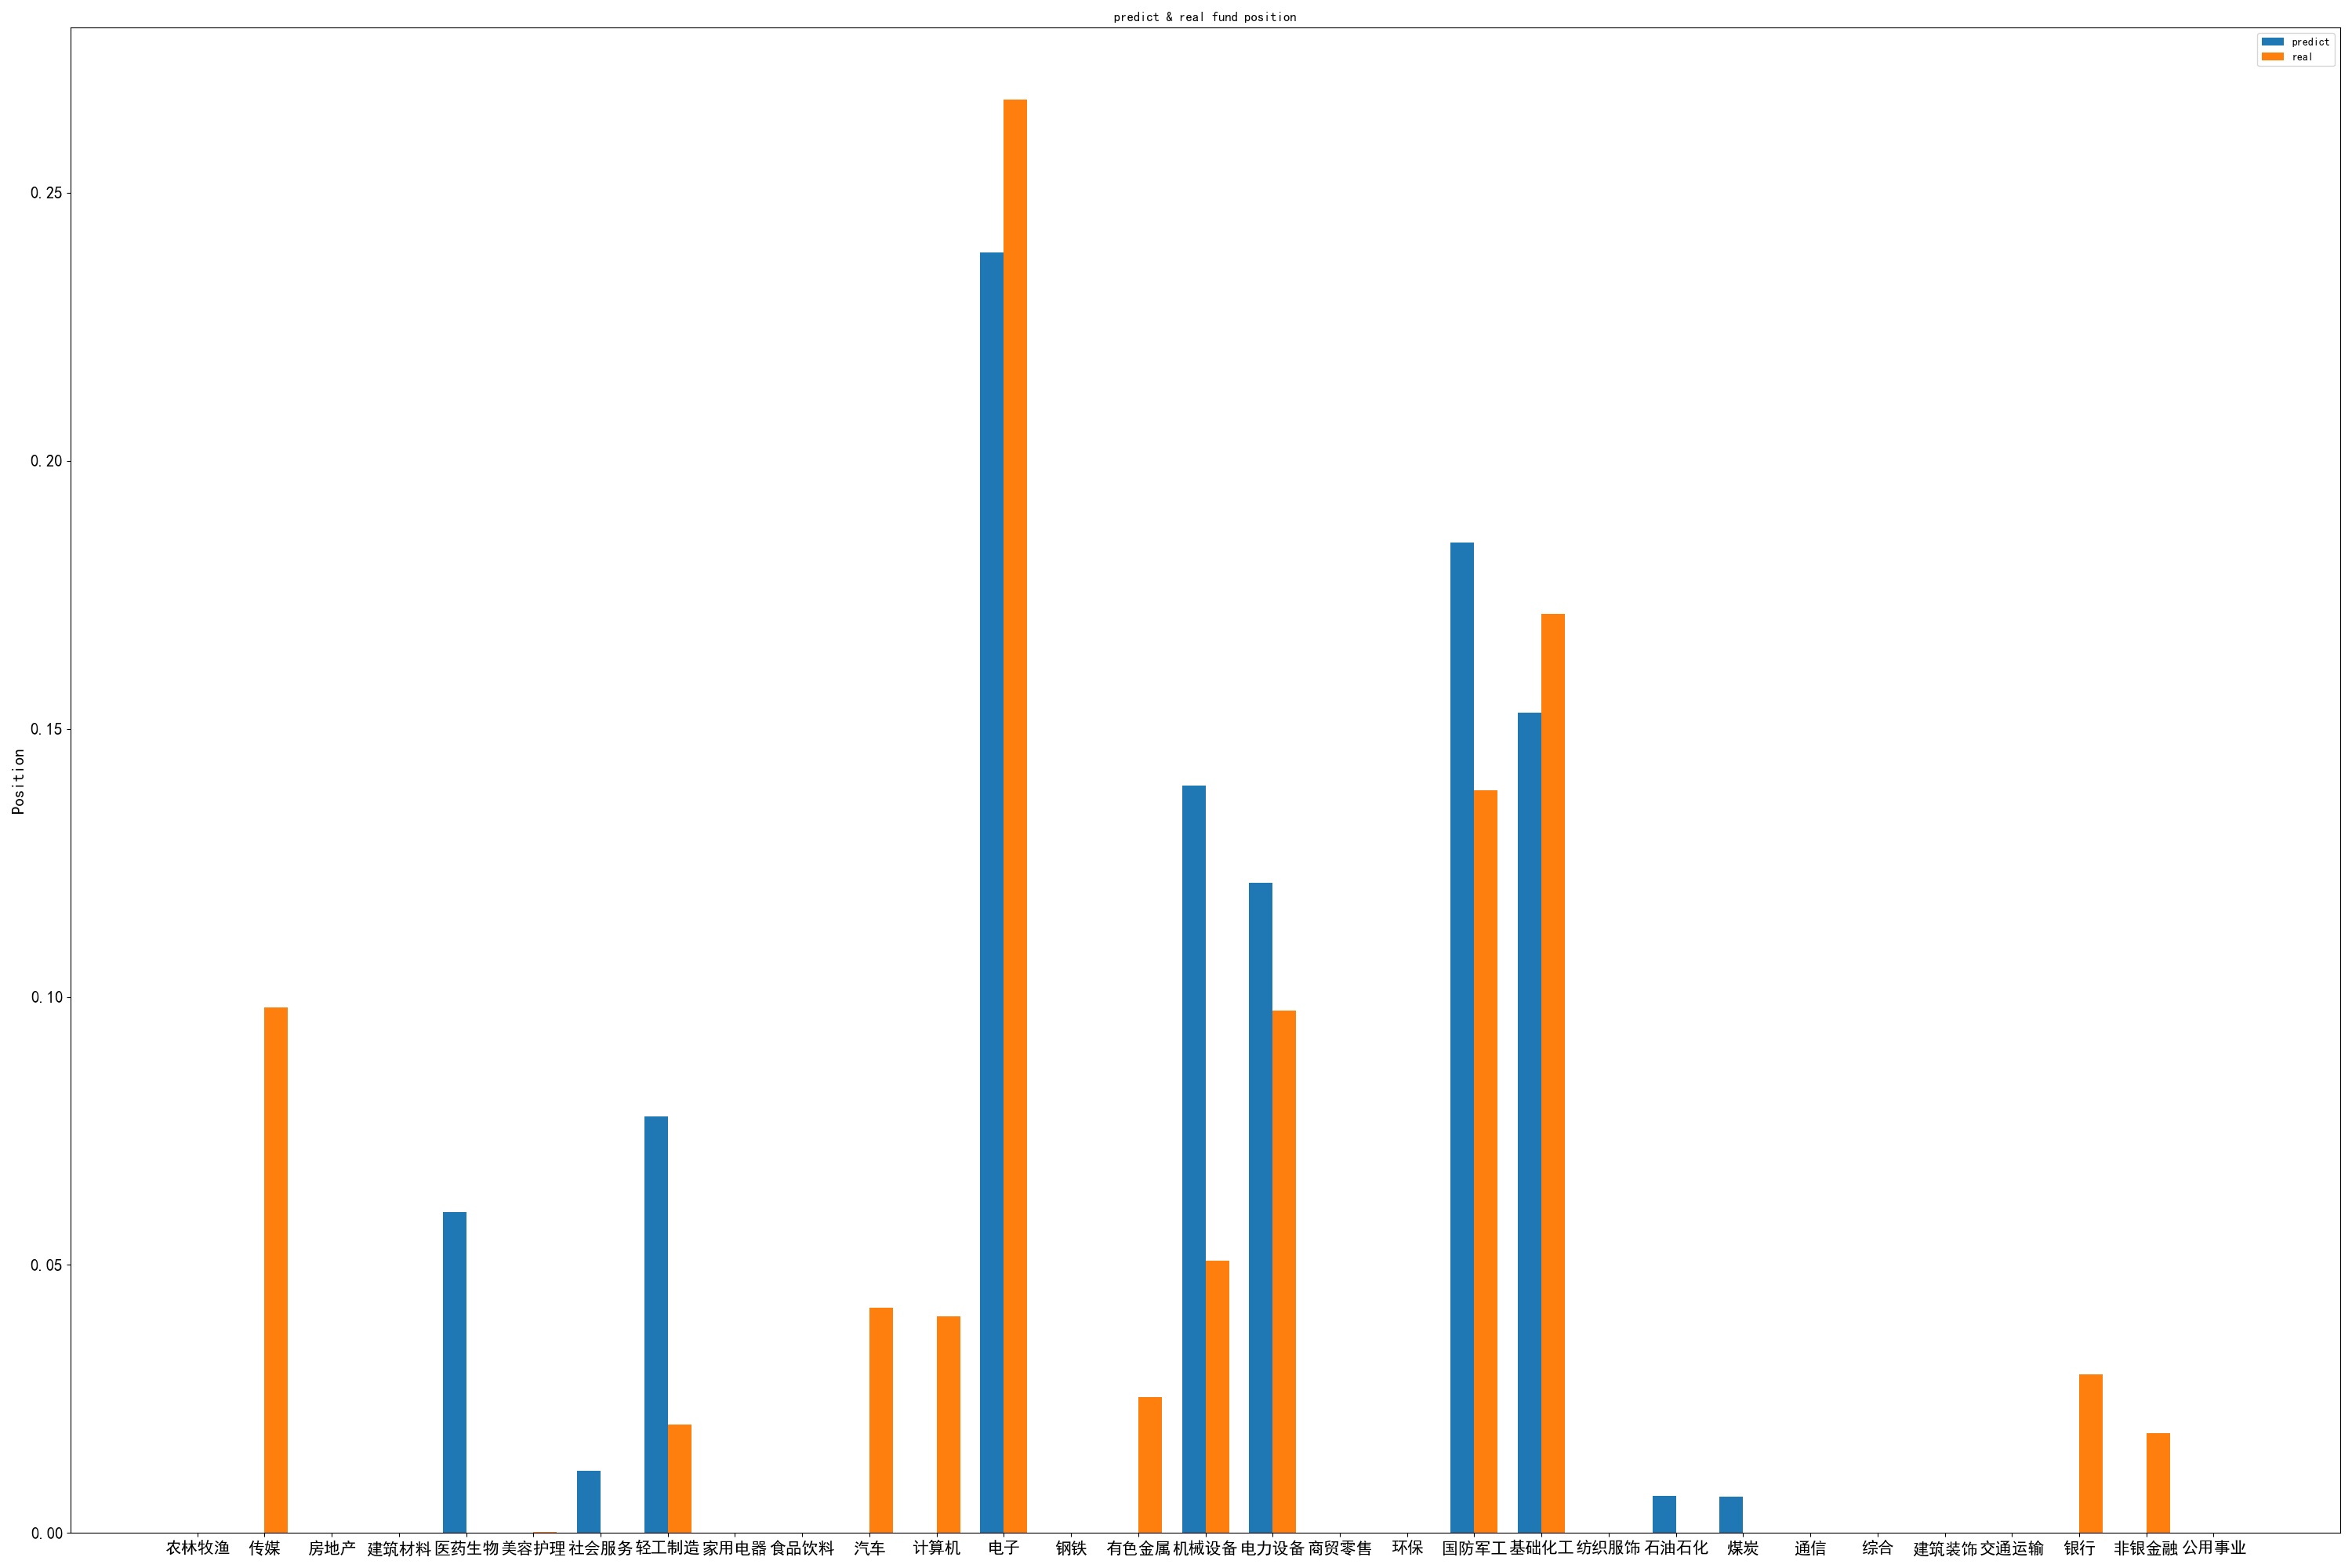 predict & real fund position
predict
real
0.25
0.20
0.15
0.10
0.05
0.00
Position
农林牧渔 传媒 房地产 建筑材料 医药生物 美容护理 社会服务 轻工制造 家用电器 食品饮料 汽车 计算机 电子 钢铁 有色金属 机械设备 电力设备 商贸零售 环保 国防军工 基础化工 纺织服饰 石油石化 煤炭 通信 综合 建筑装饰 交通运输 银行 非银金融 公用事业